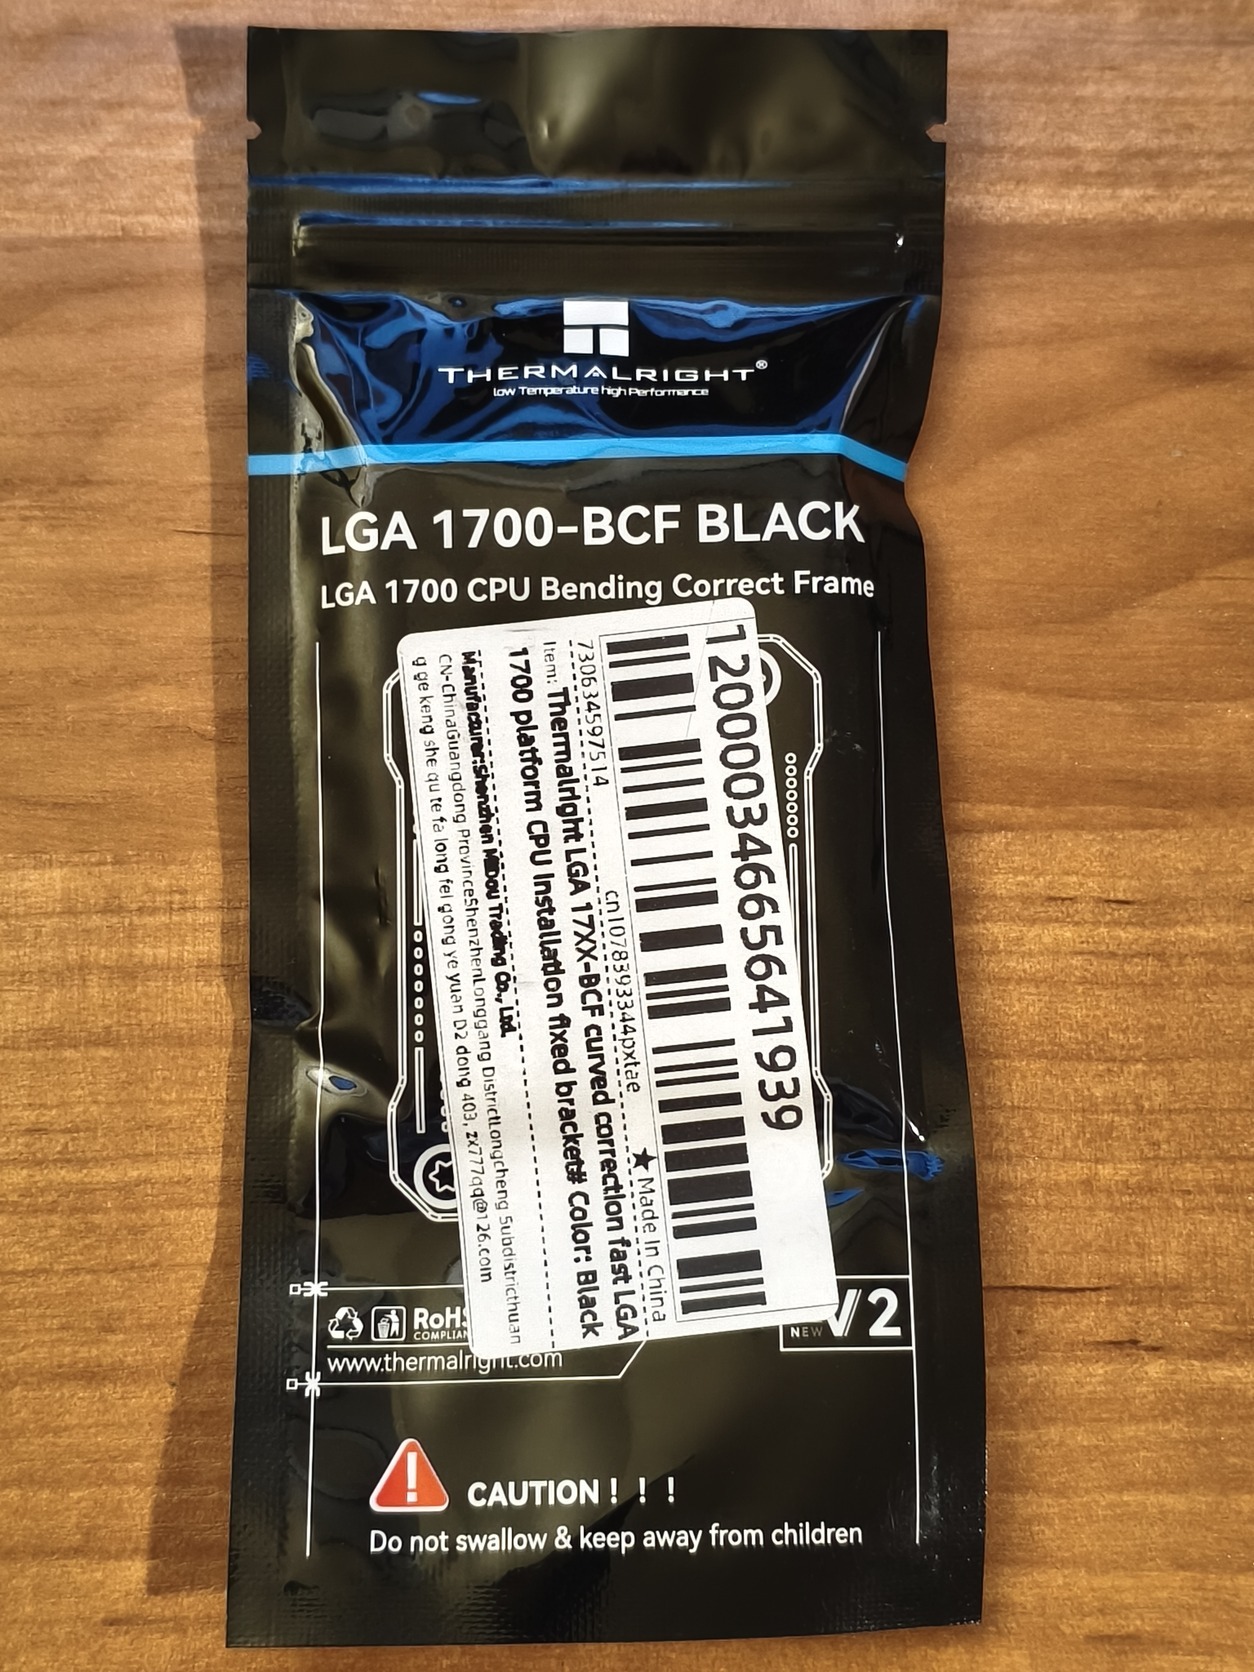 THERMALRIGHT®
low Temperature high Performance
LGA 1700-BCF BLACK
LGA 1700 CPU Bending Correct Frame
12000034665641939
cn1078393344pxtae
★ Made In China
730634597514
Item: Thermalright LGA 17XX-BCF curved correction fast LGA
1700 platform CPU Installation fixed bracket# Color: Black
Manufacturer:Shenzhen Mibou Trading Co., Ltd.
CN-ChinaGuangdong ProvinceShenzhenLonggang DistrictLongcheng Subdistricthuan
g ge keng she qu te fa long fei gong ye yuan D2 dong 403, zx777qq@126.com
RoHS
NEW V2
www.thermalright.com
CAUTION ! ! !
Do not swallow & keep away from children